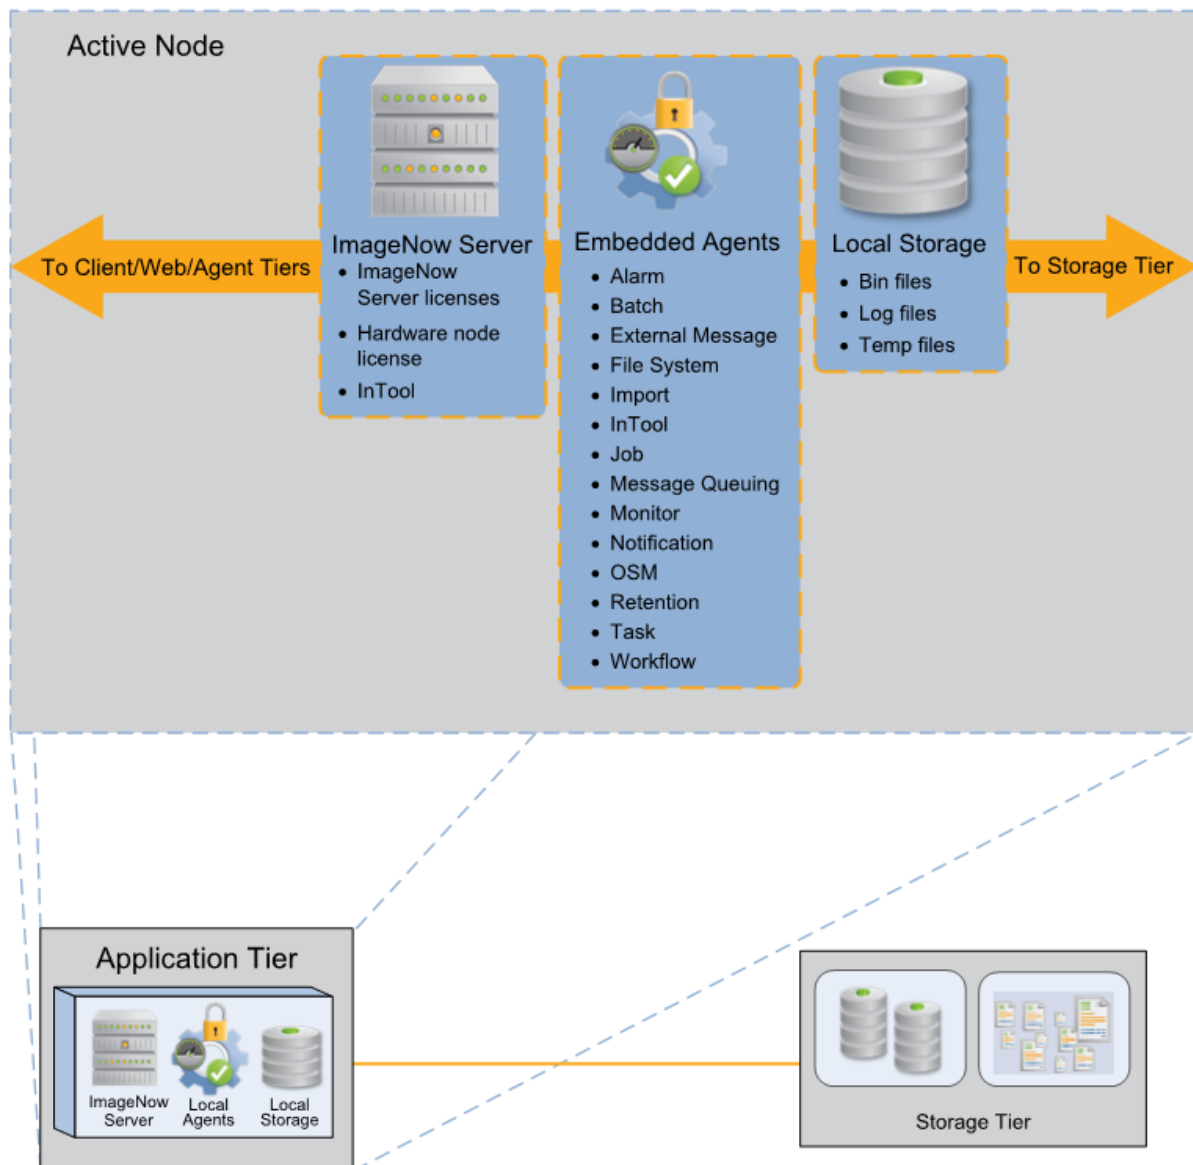 Active Node
To Client/Web/Agent Tiers
ImageNow Server
• ImageNow
Server licenses
• Hardware node
license
• InTool
Embedded Agents
• Alarm
• Batch
• External Message
• File System
• Import
• InTool
• Job
• Message Queuing
• Monitor
• Notification
• OSM
• Retention
• Task
• Workflow
Local Storage
• Bin files
• Log files
• Temp files
To Storage Tier
Application Tier
ImageNow
Server
Local
Agents
Local
Storage
Storage Tier